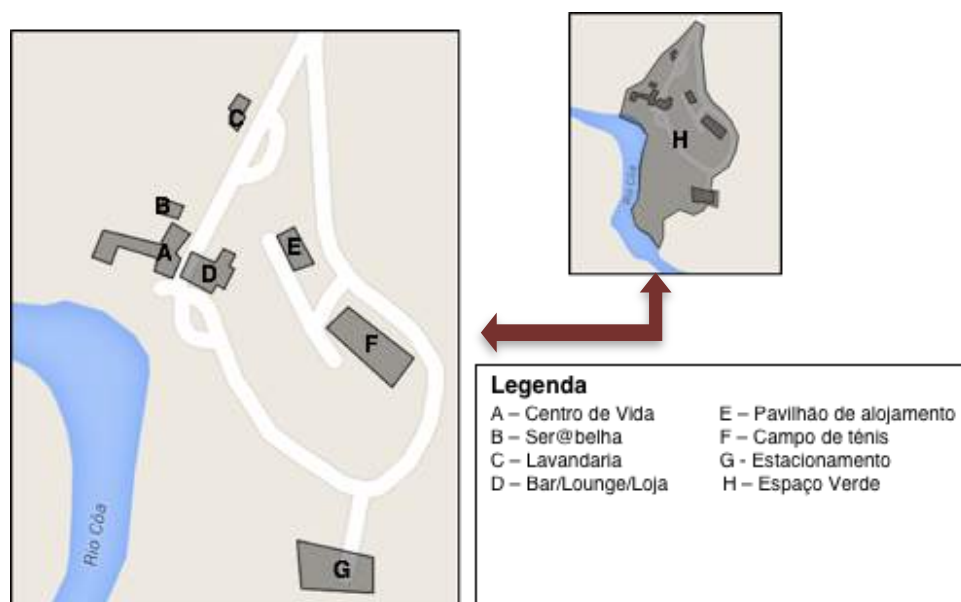 C
B
A
D
E
F
G
Rio Côa
H
Rio Côa
Legenda
A – Centro de Vida
B – Ser@belha
C – Lavandaria
D – Bar/Lounge/Loja
E – Pavilhão de alojamento
F – Campo de ténis
G - Estacionamento
H – Espaço Verde